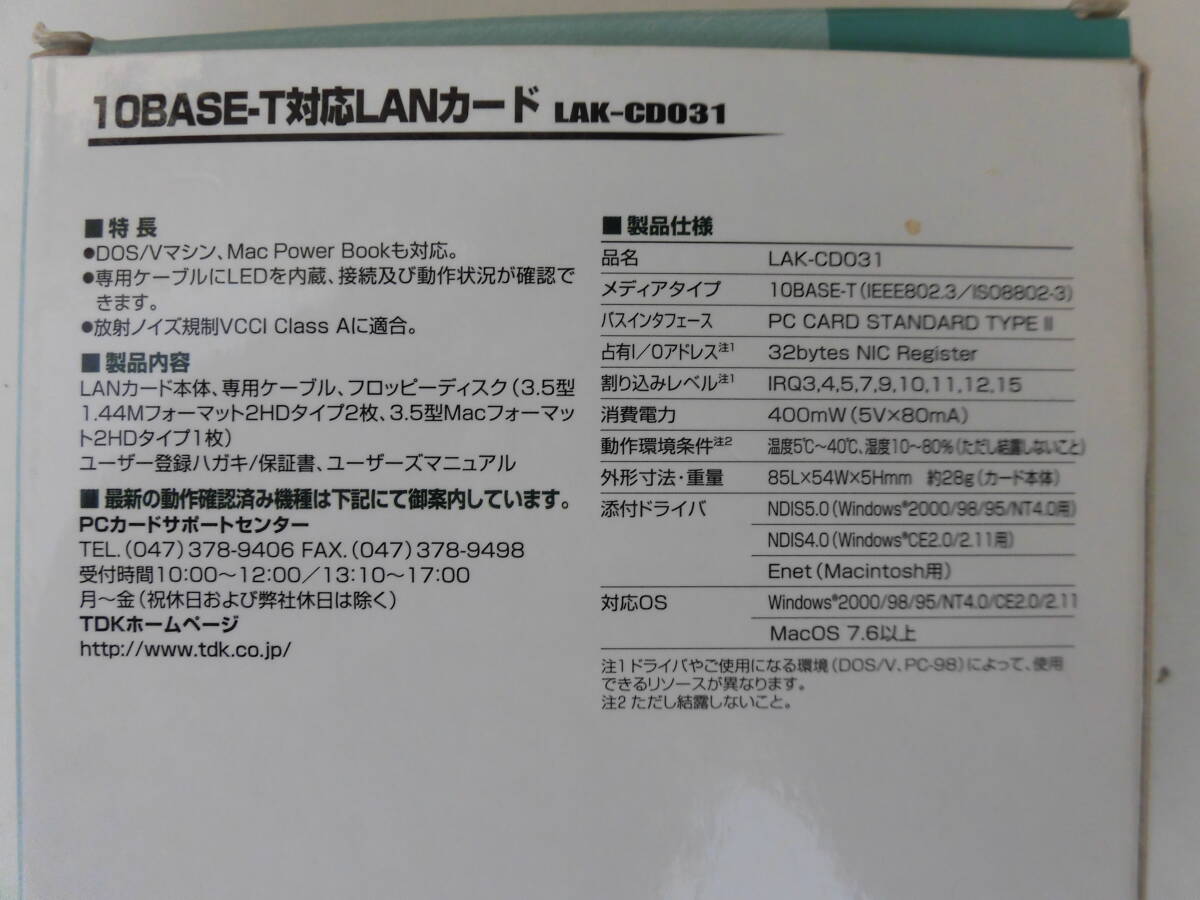 10BASE-T対応LANカード LAK-CD031
■ 特 長
●DOS/Vマシン、Mac Power Bookも対応。
●専用ケーブルにLEDを内蔵、接続及び動作状況が確認で
きます。
●放射ノイズ規制VCCI Class Aに適合。
■ 製品内容
LANカード本体、専用ケーブル、フロッピーディスク（3.5型
1.44Mフォーマット2HDタイプ2枚、3.5型Macフォーマッ
ト2HDタイプ1枚）
ユーザー登録ハガキ/保証書、ユーザーズマニュアル
■ 最新の動作確認済み機種は下記にて御案内しています。
PCカードサポートセンター
TEL.（047）378-9406 FAX.（047）378-9498
受付時間10:00〜12:00／13:10〜17:00
月〜金（祝休日および弊社休日は除く）
TDKホームページ
http://www.tdk.co.jp/
■ 製品仕様
品名 LAK-CD031
メディアタイプ 10BASE-T（IEEE802.3／ISO8802-3）
バスインタフェース PC CARD STANDARD TYPE Ⅱ
占有I／Oアドレス注1 32bytes NIC Register
割り込みレベル注1 IRQ3,4,5,7,9,10,11,12,15
消費電力 400mW（5V×80mA）
動作環境条件注2 温度5℃〜40℃、湿度10〜80%（ただし結露しないこと）
外形寸法・重量 85L×54W×5Hmm 約28g（カード本体）
添付ドライバ NDIS5.0（Windows®2000/98/95/NT4.0用）
NDIS4.0（Windows®CE2.0/2.11用）
Enet（Macintosh用）
対応OS Windows®2000/98/95/NT4.0/CE2.0/2.11
MacOS 7.6以上
注1 ドライバやご使用になる環境（DOS/V、PC-98）によって、使用
できるリソースが異なります。
注2 ただし結露しないこと。